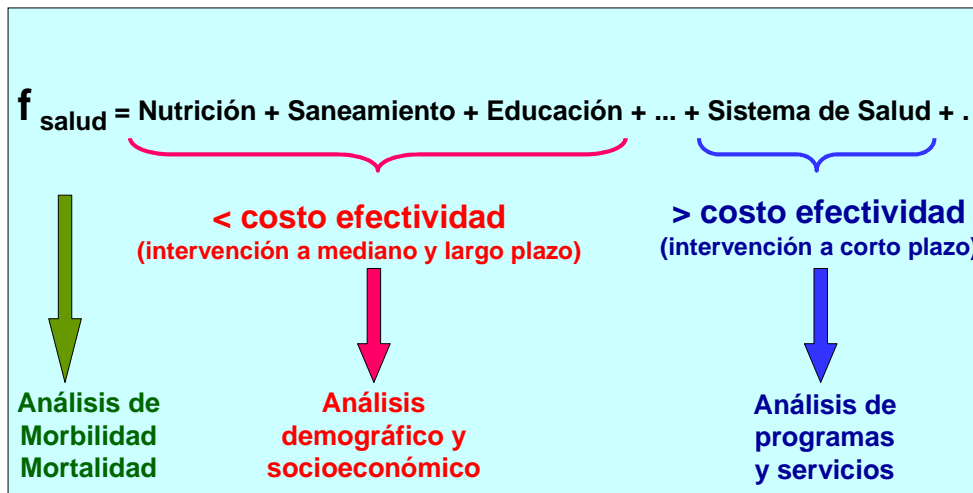 f salud = Nutrición + Saneamiento + Educación + ... + Sistema de Salud + .
< costo efectividad
(intervención a mediano y largo plazo)
> costo efectividad
(intervención a corto plazo)
Análisis de
Morbilidad
Mortalidad
Análisis
demográfico y
socioeconómico
Análisis de
programas
y servicios